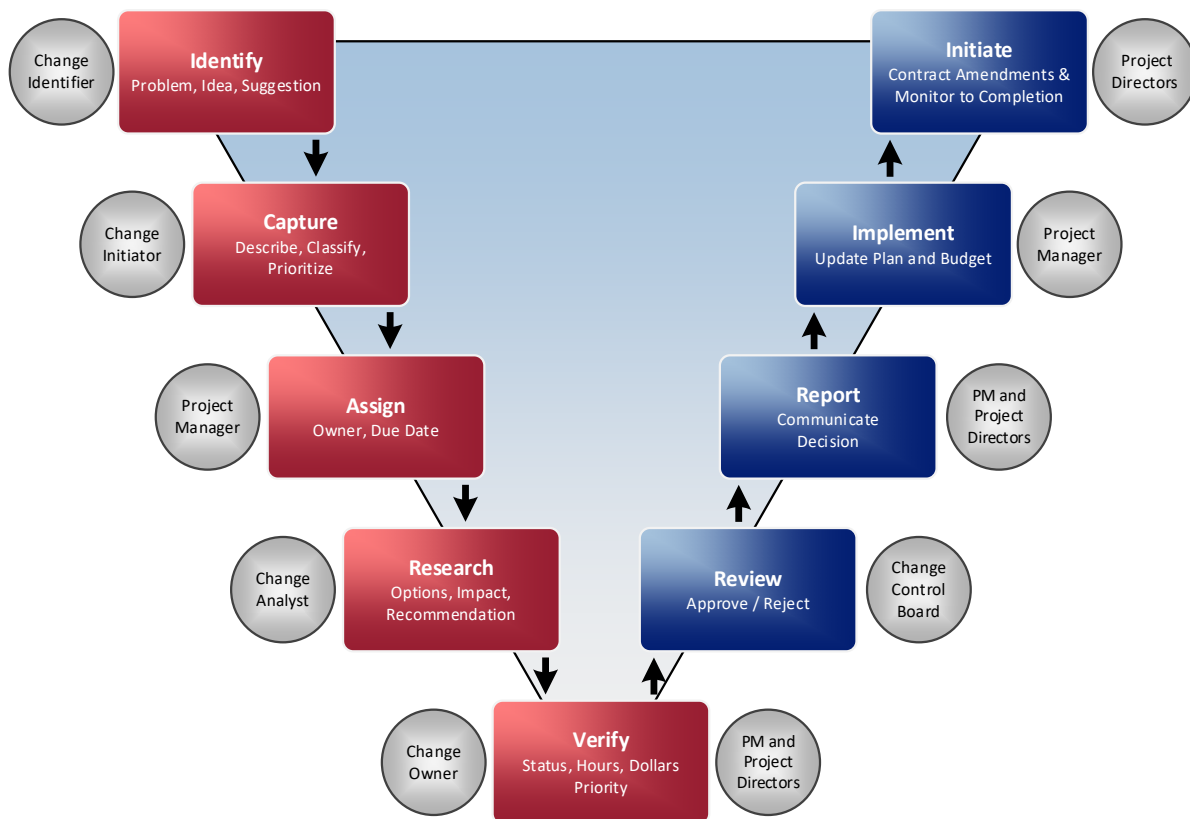 Change
Identifier
Identify
Problem, Idea, Suggestion
Initiate
Contract Amendments &
Monitor to Completion
Project
Directors
Change
Initiator
Capture
Describe, Classify,
Prioritize
Implement
Update Plan and Budget
Project
Manager
Project
Manager
Assign
Owner, Due Date
Report
Communicate
Decision
PM and
Project
Directors
Change
Analyst
Research
Options, Impact,
Recommendation
Review
Approve / Reject
Change
Control
Board
Change
Owner
Verify
Status, Hours, Dollars
Priority
PM and
Project
Directors